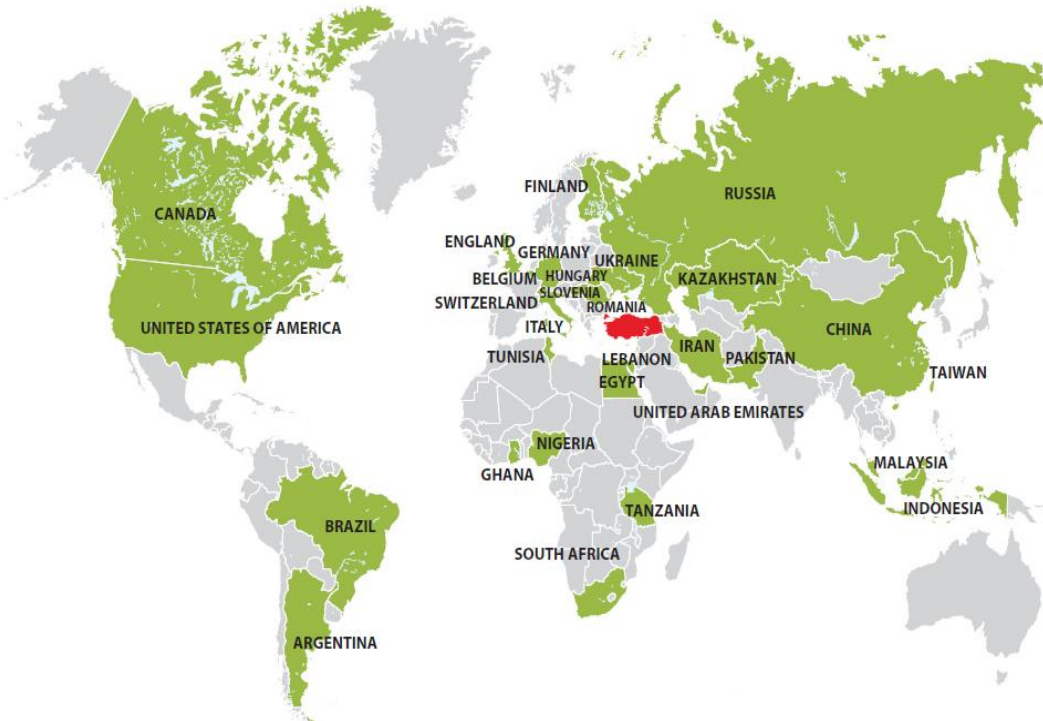 FINLAND
RUSSIA
CANADA
ENGLAND
GERMANY
UKRAINE
BELGIUM
HUNGARY
KAZAKHSTAN
SLOVENIA
SWITZERLAND
ROMANIA
UNITED STATES OF AMERICA
ITALY
CHINA
IRAN
TUNISIA
LEBANON
PAKISTAN
TAIWAN
EGYPT
UNITED ARAB EMIRATES
NIGERIA
MALAYSIA
GHANA
INDONESIA
TANZANIA
BRAZIL
SOUTH AFRICA
ARGENTINA